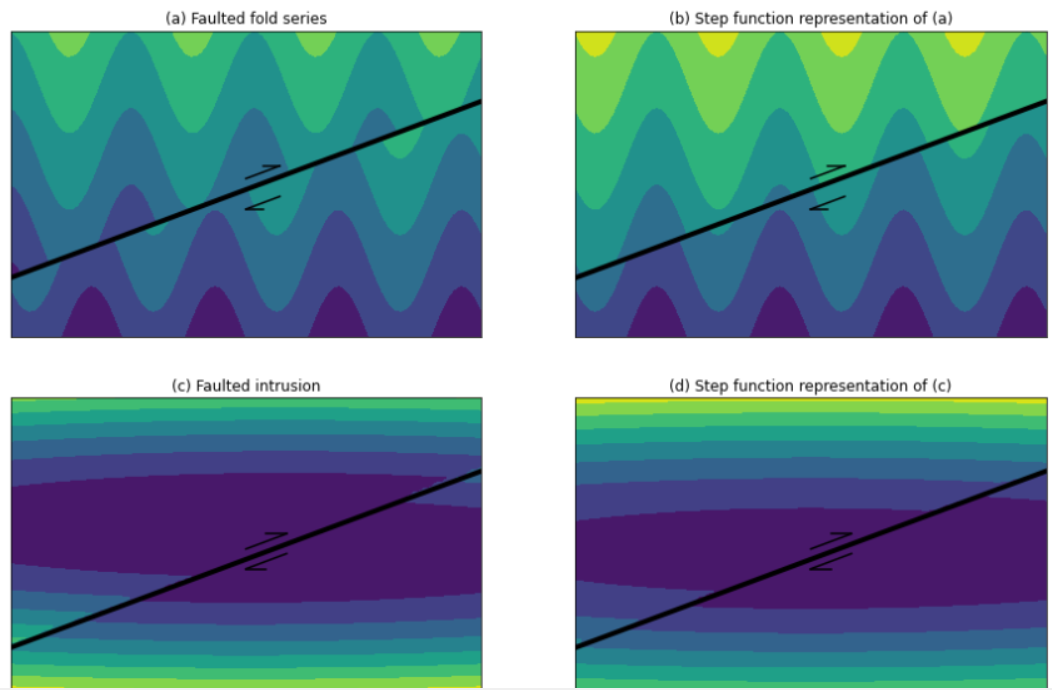 (a) Faulted fold series
(b) Step function representation of (a)
(c) Faulted intrusion
(d) Step function representation of (c)